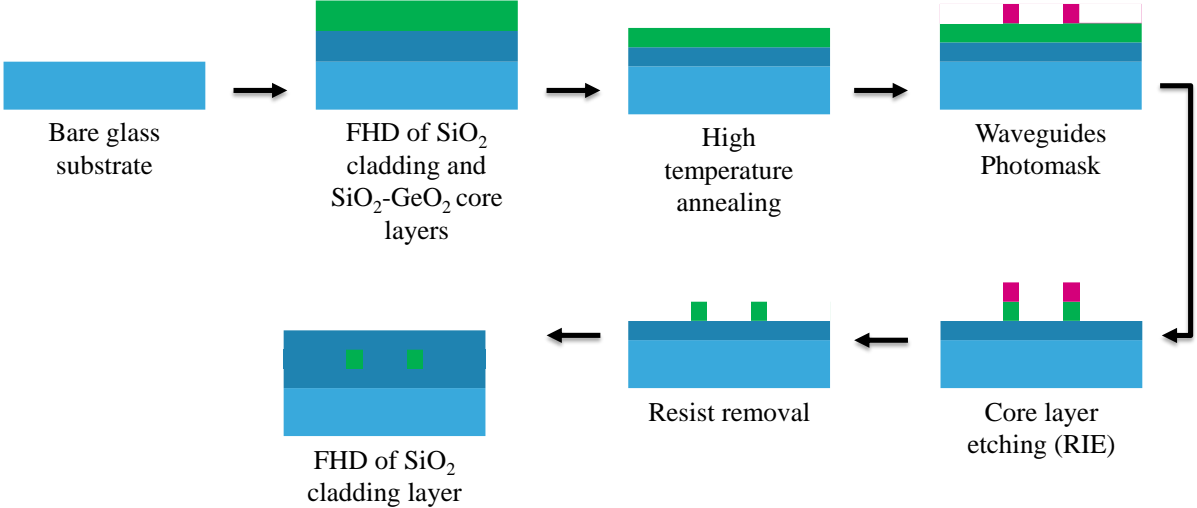 Bare glass
substrate
FHD of SiO₂
cladding and
SiO₂-GeO₂ core
layers
High
temperature
annealing
Waveguides
Photomask
Core layer
etching (RIE)
Resist removal
FHD of SiO₂
cladding layer